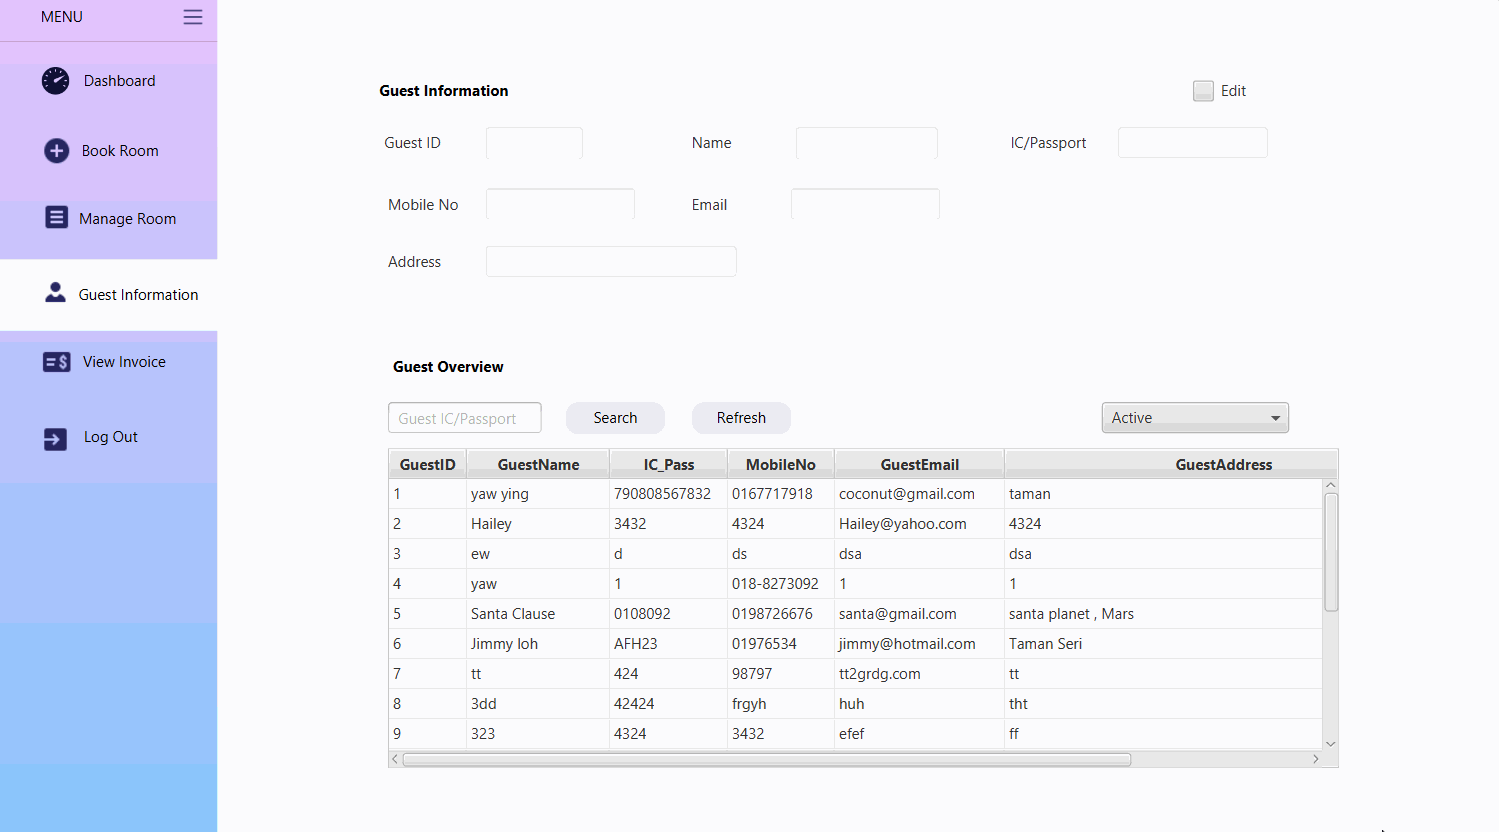 MENU
Dashboard
Book Room
Manage Room
Guest Information
View Invoice
Log Out
Guest Information
Edit
Guest ID
Name
IC/Passport
Mobile No
Email
Address
Guest Overview
Guest IC/Passport
Search
Refresh
Active
GuestID GuestName IC_Pass MobileNo GuestEmail GuestAddress
1 yaw ying 790808567832 0167717918 coconut@gmail.com taman
2 Hailey 3432 4324 Hailey@yahoo.com 4324
3 ew d ds dsa dsa
4 yaw 1 018-8273092 1 1
5 Santa Clause 0108092 0198726676 santa@gmail.com santa planet , Mars
6 Jimmy loh AFH23 01976534 jimmy@hotmail.com Taman Seri
7 tt 424 98797 tt2grdg.com tt
8 3dd 42424 frgyh huh tht
9 323 4324 3432 efef ff